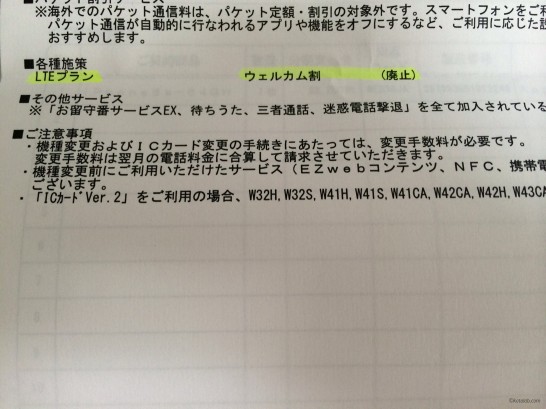 ※海外でのパケット通信料は、パケット定額・割引の対象外です。スマートフォンをご利
パケット通信が自動的に行なわれるアプリや機能をオフにするなど、ご利用に応じた設
おすすめします。
■各種施策
LTEプラン ウェルカム割 (廃止)
■その他サービス
※「お留守番サービスEX、待ちうた、三者通話、迷惑電話撃退」を全て加入されている
■ご注意事項
・機種変更およびICカード変更の手続きにあたっては、変更手数料が必要です。
変更手数料は翌月の電話料金に合算して請求させていただきます。
・機種変更前にご利用いただけたサービス(EZwebコンテンツ、NFC、携帯電
ございます。
・「ICカードVer.2」をご利用の場合、W32H,W32S,W41H,W41S,W41CA,W42CA,W42H,W43CA